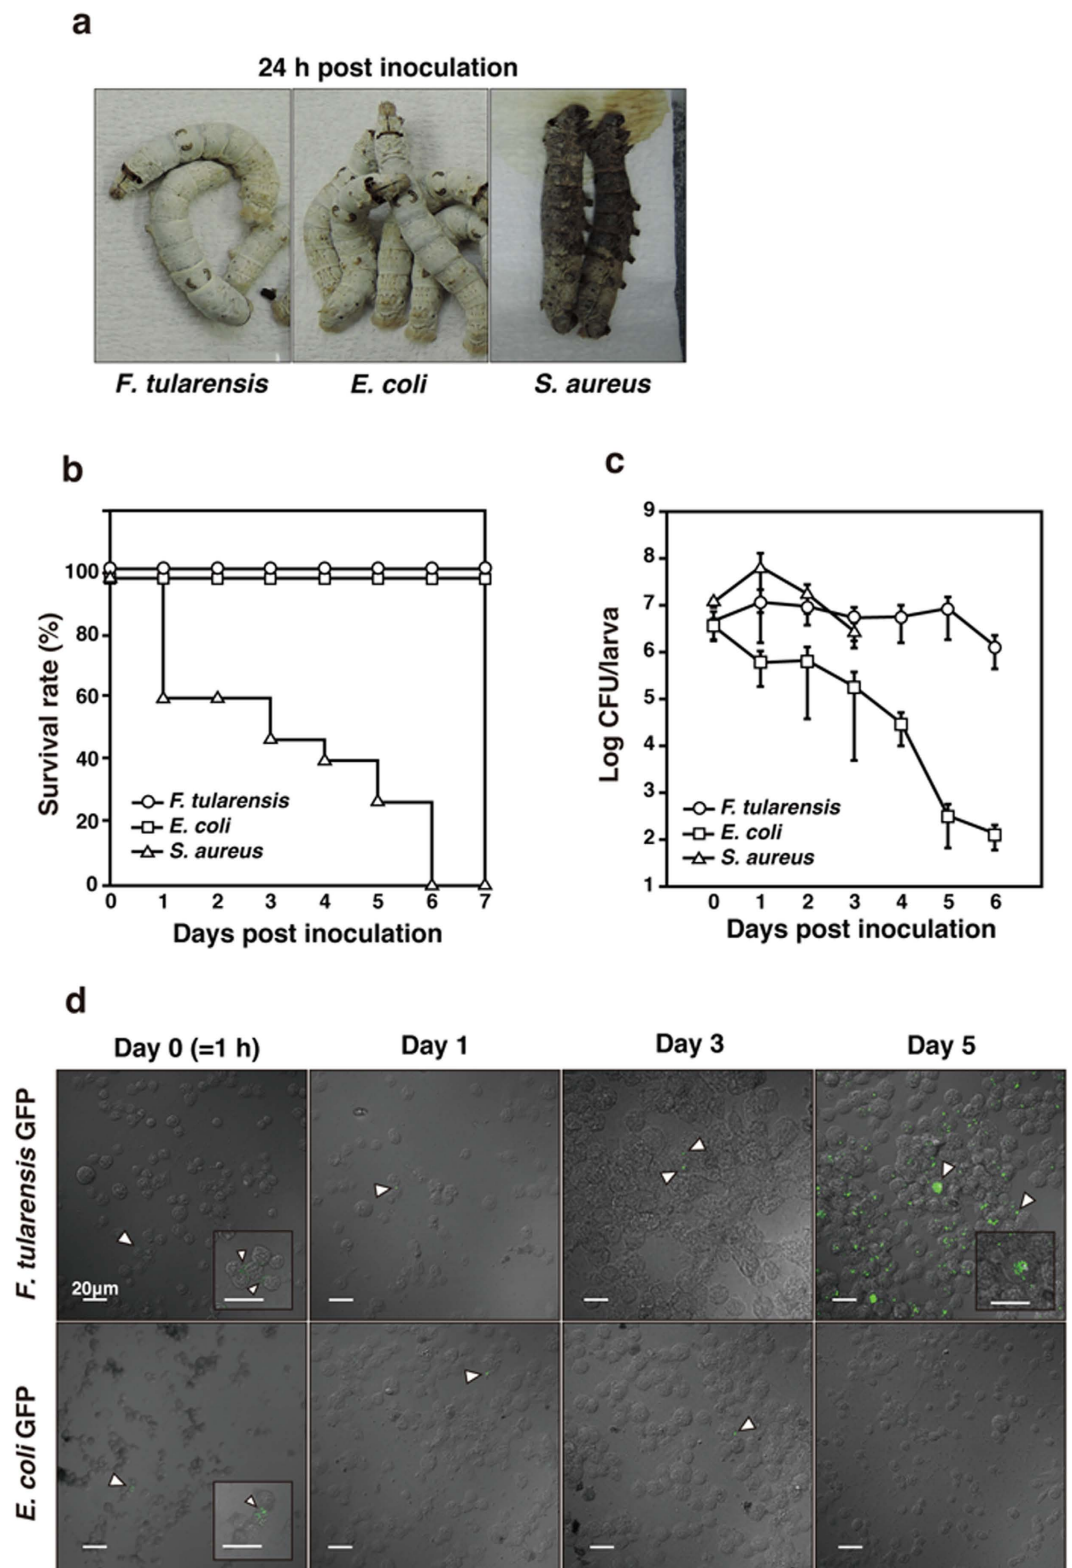 a
24 h post inoculation
F. tularensis
E. coli
S. aureus
b
Survival rate (%)
100
80
60
40
20
0
0 1 2 3 4 5 6 7
Days post inoculation
F. tularensis
E. coli
S. aureus
c
Log CFU/larva
9
8
7
6
5
4
3
2
1
0 1 2 3 4 5 6
Days post inoculation
F. tularensis
E. coli
S. aureus
d
Day 0 (=1 h)
Day 1
Day 3
Day 5
F. tularensis GFP
20μm
E. coli GFP